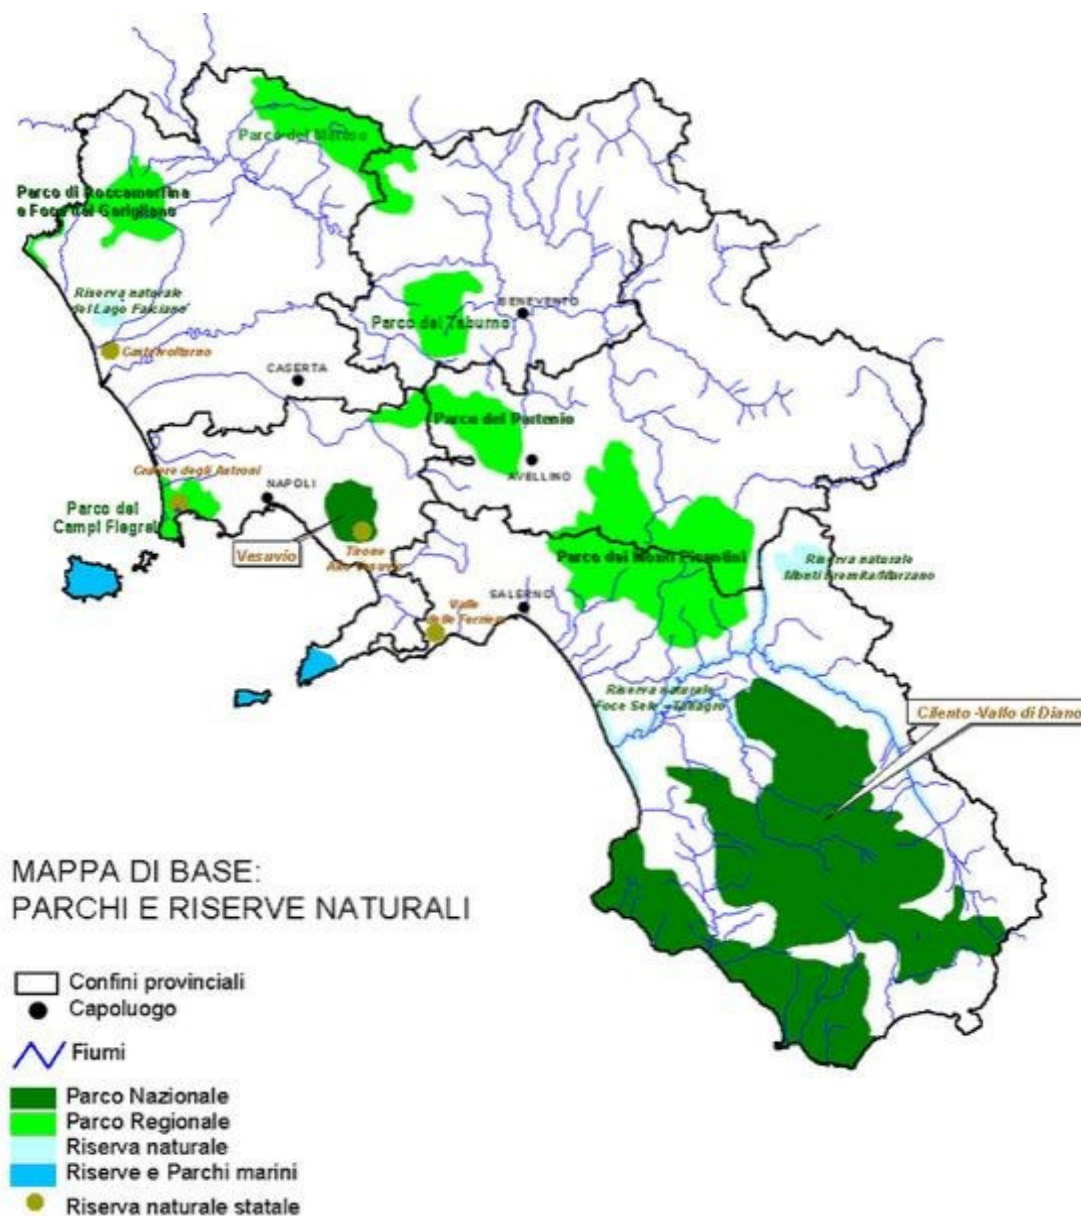 Parco del Matese
Parco di Roccamorfina
e Foce del Garigliano
Riserva naturale
del Lago Falciano
BENEVENTO
Parco del Taburno
Castelvolturno
CASERTA
Parco del Partenio
Cratere degli Astroni
AVELLINO
NAPOLI
Parco dei
Campi Flegrei
Vesuvio
Tirone
Alto Vesuvio
Parco dei Monti Picentini
Riserva naturale
Monti Eremita/Marzano
SALERNO
Valle
delle Ferriere
Riserva naturale
Foce Sele - Tanagro
Cilento -Vallo di Diano
MAPPA DI BASE:
PARCHI E RISERVE NATURALI
Confini provinciali
Capoluogo
Fiumi
Parco Nazionale
Parco Regionale
Riserva naturale
Riserve e Parchi marini
Riserva naturale statale